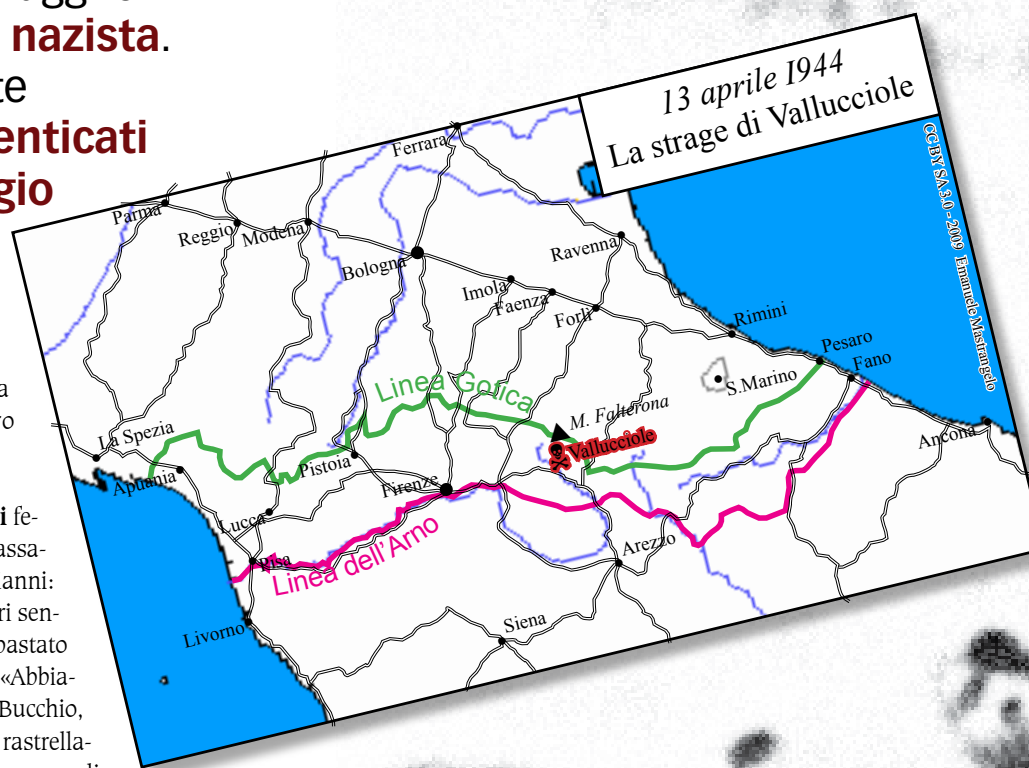 nazista.
te
enticati
gio
a
vo
i fe-
assa-
anni:
ri sen-
bastato
«Abbia-
Bucchio,
rastrella-
13 aprile I944
La strage di Vallucciole
CC BY SA 3.0 - 2009 Emanuele Mastrangelo
Ferrara
Parma
Reggio
Modena
Bologna
Ravenna
Imola
Faenza
Forlì
Rimini
Pesaro
Fano
S.Marino
Linea Gotica
M. Falterona
Vallucciole
Ancona
La Spezia
Apuania
Pistoia
Firenze
Lucca
Pisa
Linea dell'Arno
Arezzo
Livorno
Siena